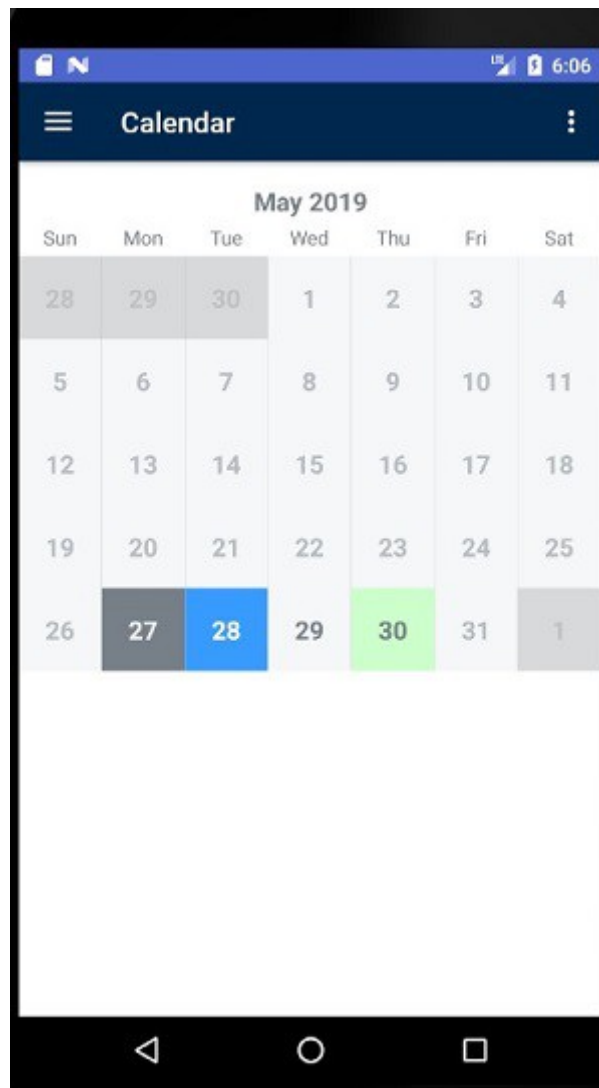 LTE 6:06
Calendar
May 2019
Sun Mon Tue Wed Thu Fri Sat
28 29 30 1 2 3 4
5 6 7 8 9 10 11
12 13 14 15 16 17 18
19 20 21 22 23 24 25
26 27 28 29 30 31 1